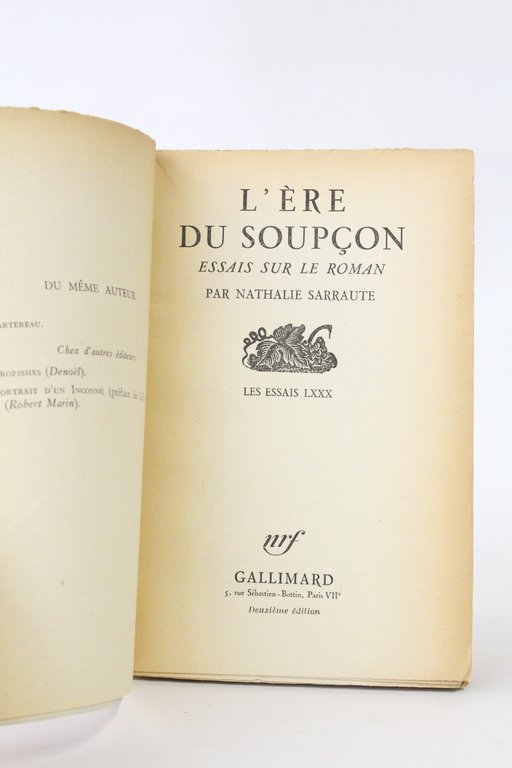 DU MÊME AUTEUR
ARTEREAU.
Chez d'autres éditeurs
ROPISMES (Denoël).
ORTRAIT D'UN INCONNU (préface de
(Robert Marin).
L'ÈRE
DU SOUPÇON
ESSAIS SUR LE ROMAN
PAR NATHALIE SARRAUTE
LES ESSAIS LXXX
nrf
GALLIMARD
5, rue Sébastien-Bottin, Paris VIIe
Deuxième édition